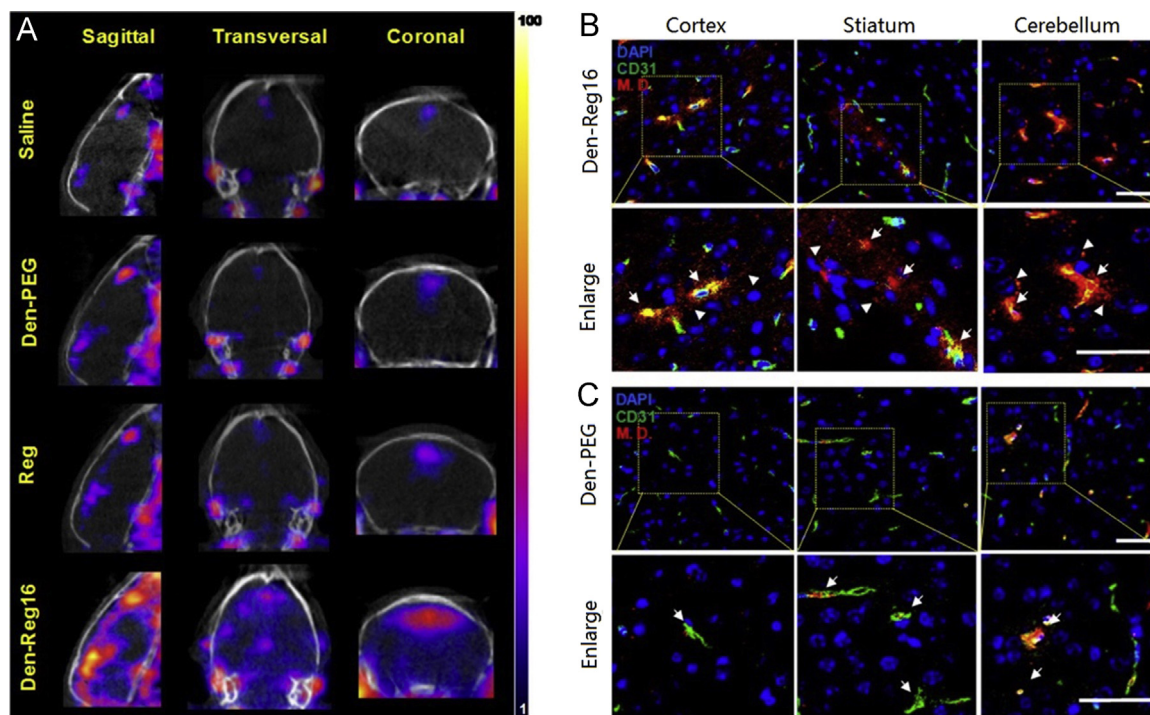 A
Sagittal Transversal Coronal
100
Saline
Den-PEG
Reg
Den-Reg16
1
B
Cortex Stiatum Cerebellum
DAPI
CD31
M. D.
Den-Reg16
Enlarge
C
DAPI
CD31
M. D.
Den-PEG
Enlarge